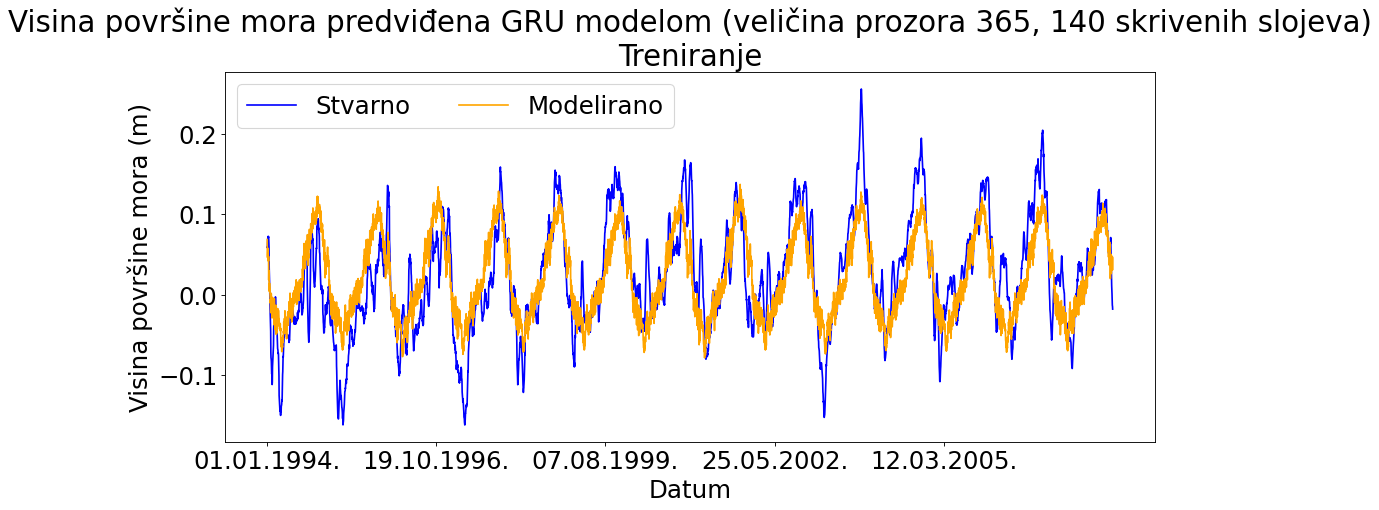 Visina površine mora predviđena GRU modelom (veličina prozora 365, 140 skrivenih slojeva)
Treniranje
Stvarno Modelirano
Visina površine mora (m)
0.2
0.1
0.0
−0.1
01.01.1994. 19.10.1996. 07.08.1999. 25.05.2002. 12.03.2005.
Datum